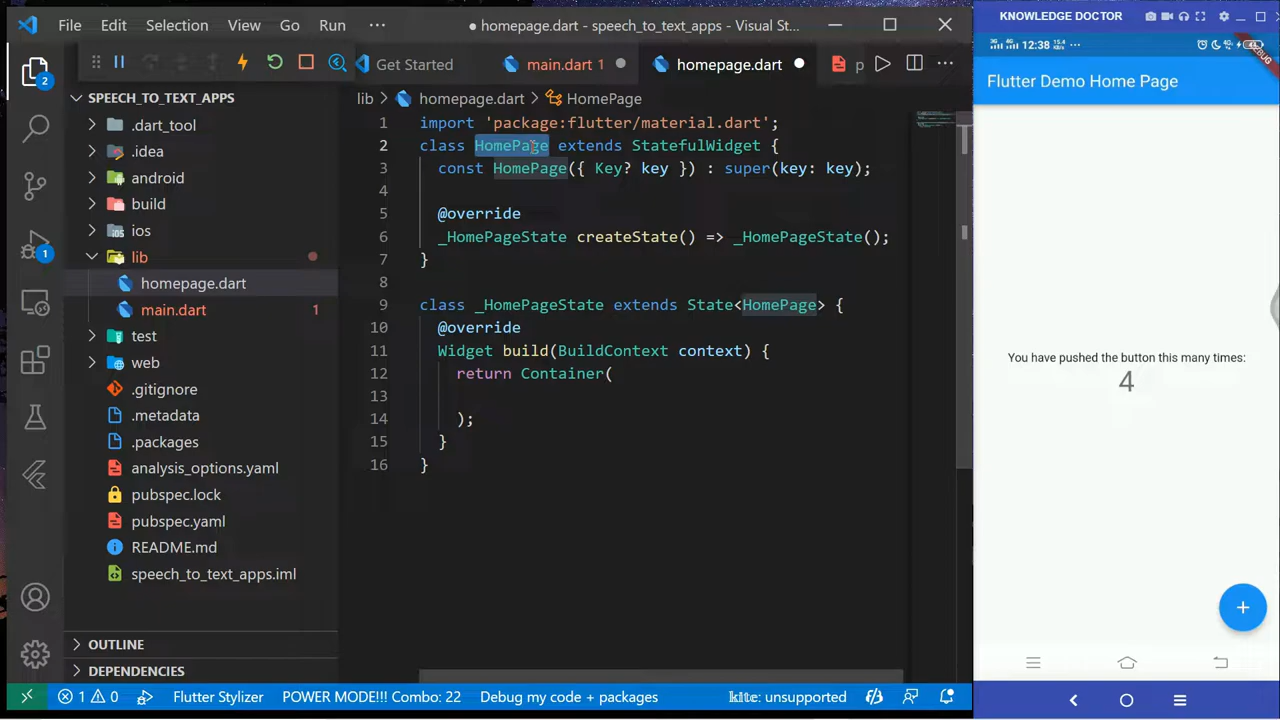 File Edit Selection View Go Run ··· ● homepage.dart - speech_to_text_apps - Visual St...
Get Started main.dart 1 homepage.dart p
SPEECH_TO_TEXT_APPS
.dart_tool
.idea
android
build
ios
lib
homepage.dart
main.dart 1
test
web
.gitignore
.metadata
.packages
analysis_options.yaml
pubspec.lock
pubspec.yaml
README.md
speech_to_text_apps.iml
OUTLINE
DEPENDENCIES
2
1
lib > homepage.dart > HomePage
1 import 'package:flutter/material.dart';
2 class HomePage extends StatefulWidget {
3 const HomePage({ Key? key }) : super(key: key);
4
5 @override
6 _HomePageState createState() => _HomePageState();
7 }
8
9 class _HomePageState extends State<HomePage> {
10 @override
11 Widget build(BuildContext context) {
12 return Container(
13
14 );
15 }
16 }
1 0 Flutter Stylizer POWER MODE!!! Combo: 22 Debug my code + packages kite: unsupported
KNOWLEDGE DOCTOR
12:38 ···
DEBUG
Flutter Demo Home Page
You have pushed the button this many times:
4
+